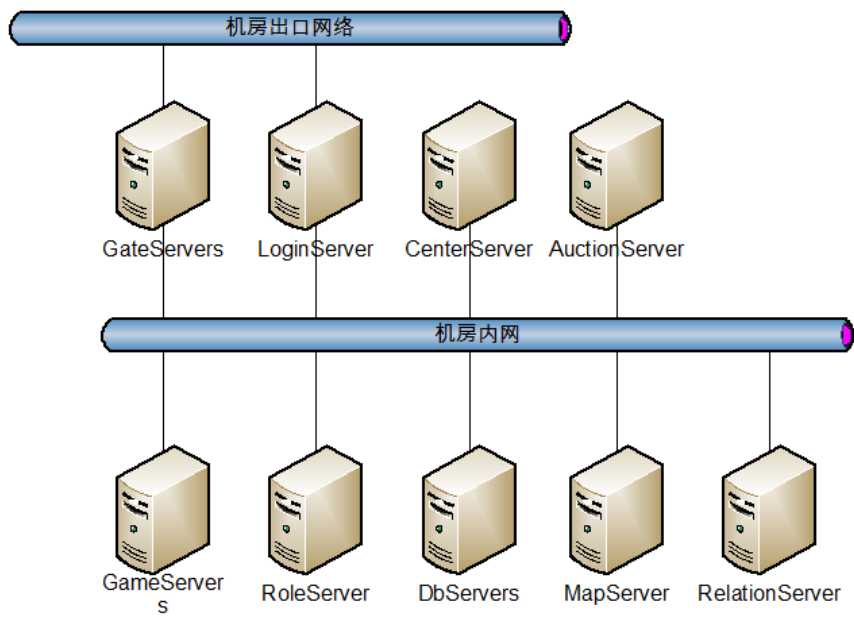 机房出口网络
GateServers
LoginServer
CenterServer
AuctionServer
机房内网
GameServer
s
RoleServer
DbServers
MapServer
RelationServer